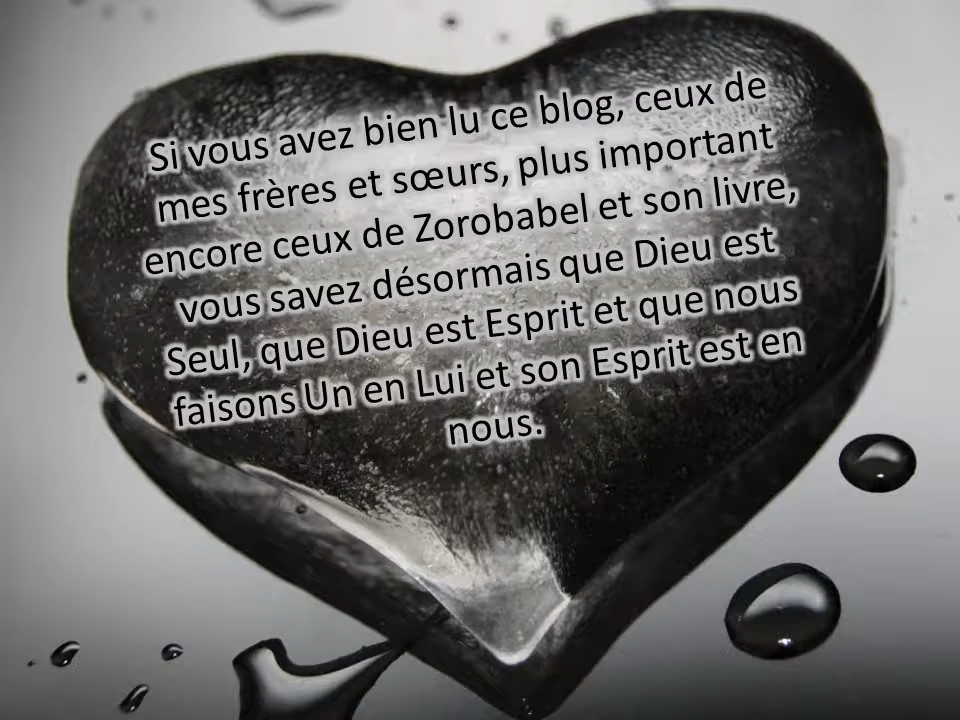 Si vous avez bien lu ce blog, ceux de
mes frères et sœurs, plus important
encore ceux de Zorobabel et son livre,
vous savez désormais que Dieu est
Seul, que Dieu est Esprit et que nous
faisons Un en Lui et son Esprit est en
nous.